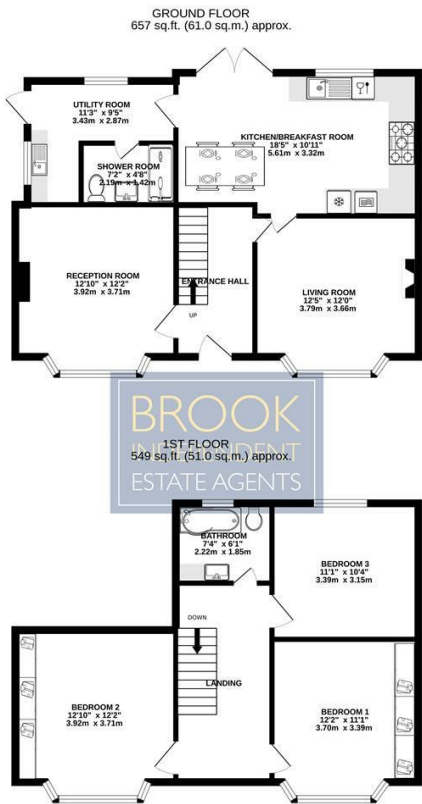 GROUND FLOOR
657 sq.ft. (61.0 sq.m.) approx.
UTILITY ROOM
11'3" x 9'5"
3.43m x 2.87m
KITCHEN/BREAKFAST ROOM
18'5" x 10'11"
5.61m x 3.32m
SHOWER ROOM
7'2" x 4'8"
2.19m x 1.42m
RECEPTION ROOM
12'10" x 12'2"
3.92m x 3.71m
ENTRANCE HALL
UP
LIVING ROOM
12'5" x 12'0"
3.79m x 3.66m
BROOK
INDEPENDENT
ESTATE AGENTS
1ST FLOOR
549 sq.ft. (51.0 sq.m.) approx.
BATHROOM
7'4" x 6'1"
2.22m x 1.85m
BEDROOM 3
11'1" x 10'4"
3.39m x 3.15m
DOWN
LANDING
BEDROOM 2
12'10" x 12'2"
3.92m x 3.71m
BEDROOM 1
12'2" x 11'1"
3.70m x 3.39m